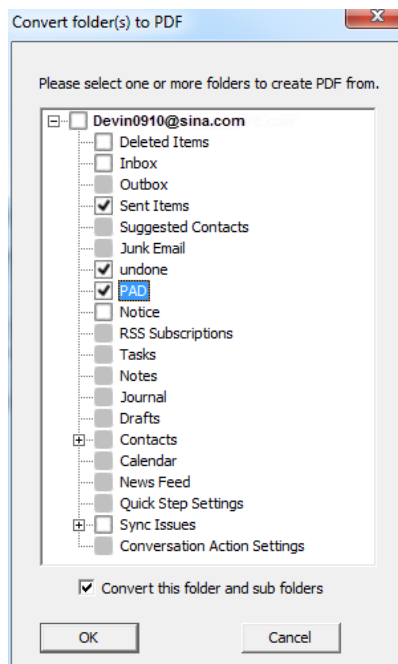 Convert folder(s) to PDF
Please select one or more folders to create PDF from.
Devin0910@sina.com
Deleted Items
Inbox
Outbox
Sent Items
Suggested Contacts
Junk Email
undone
PAD
Notice
RSS Subscriptions
Tasks
Notes
Journal
Drafts
Contacts
Calendar
News Feed
Quick Step Settings
Sync Issues
Conversation Action Settings
Convert this folder and sub folders
OK Cancel